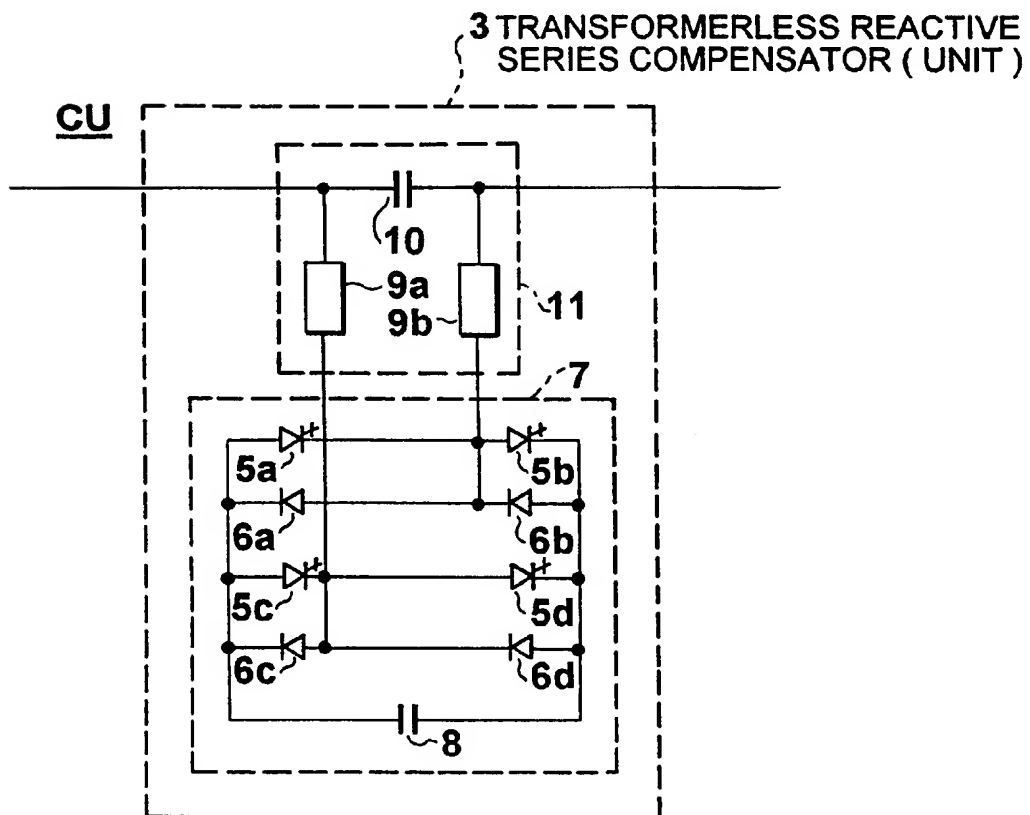 3 TRANSFORMERLESS REACTIVE
SERIES COMPENSATOR ( UNIT )
CU
10
9a
9b
11
7
5a
5b
6a
6b
5c
5d
6c
6d
8